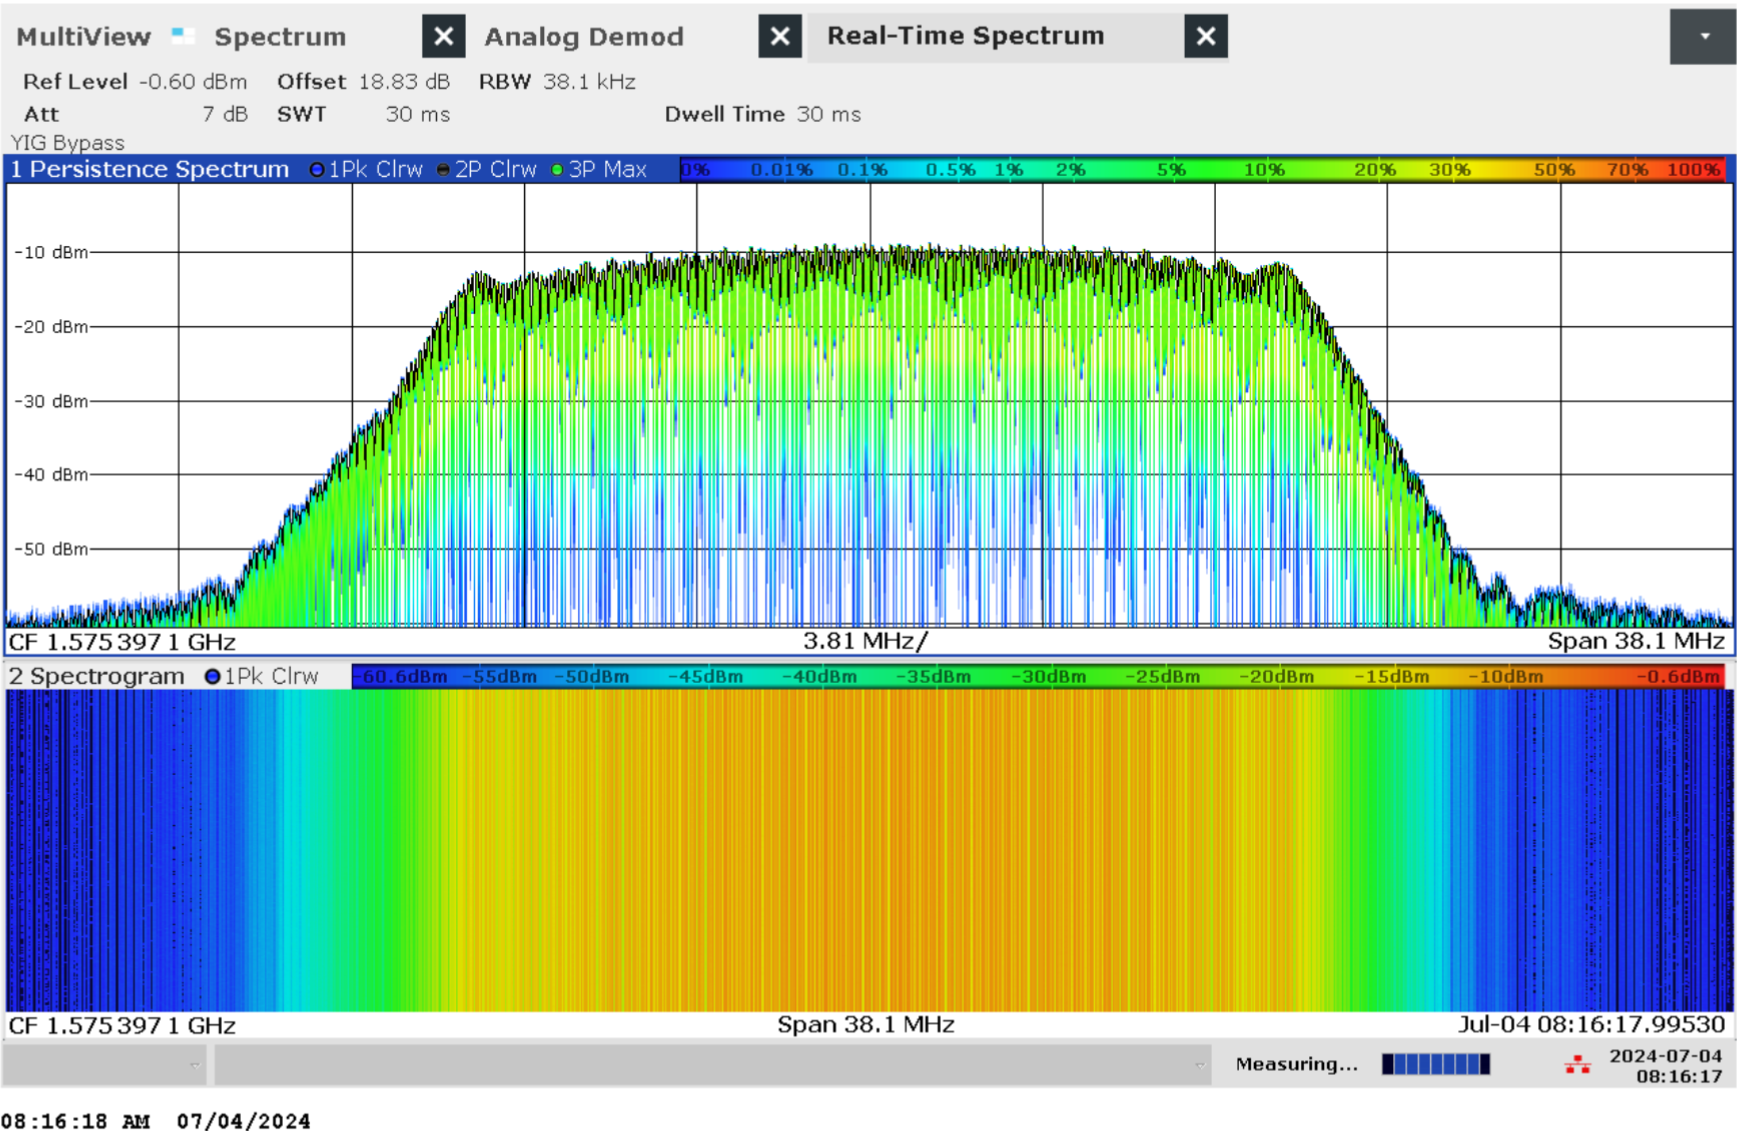 MultiView Spectrum X Analog Demod X Real-Time Spectrum X
Ref Level -0.60 dBm Offset 18.83 dB RBW 38.1 kHz
Att 7 dB SWT 30 ms Dwell Time 30 ms
YIG Bypass
1 Persistence Spectrum 1Pk Clrw 2P Clrw 3P Max 0% 0.01% 0.1% 0.5% 1% 2% 5% 10% 20% 30% 50% 70% 100%
-10 dBm
-20 dBm
-30 dBm
-40 dBm
-50 dBm
CF 1.575 397 1 GHz 3.81 MHz/ Span 38.1 MHz
2 Spectrogram 1Pk Clrw -60.6dBm -55dBm -50dBm -45dBm -40dBm -35dBm -30dBm -25dBm -20dBm -15dBm -10dBm -0.6dBm
CF 1.575 397 1 GHz Span 38.1 MHz Jul-04 08:16:17.99530
Measuring... 2024-07-04
08:16:17
08:16:18 AM 07/04/2024